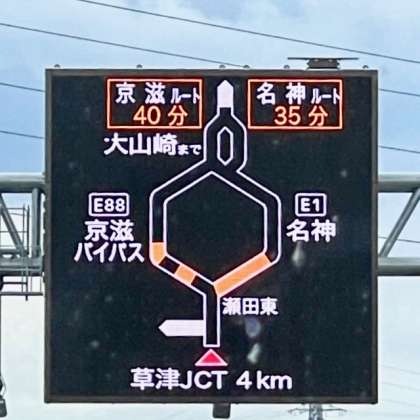 京滋ルート
40分
名神ルート
35分
大山崎まで
E88
京滋
バイパス
E1
名神
瀬田東
草津JCT 4km